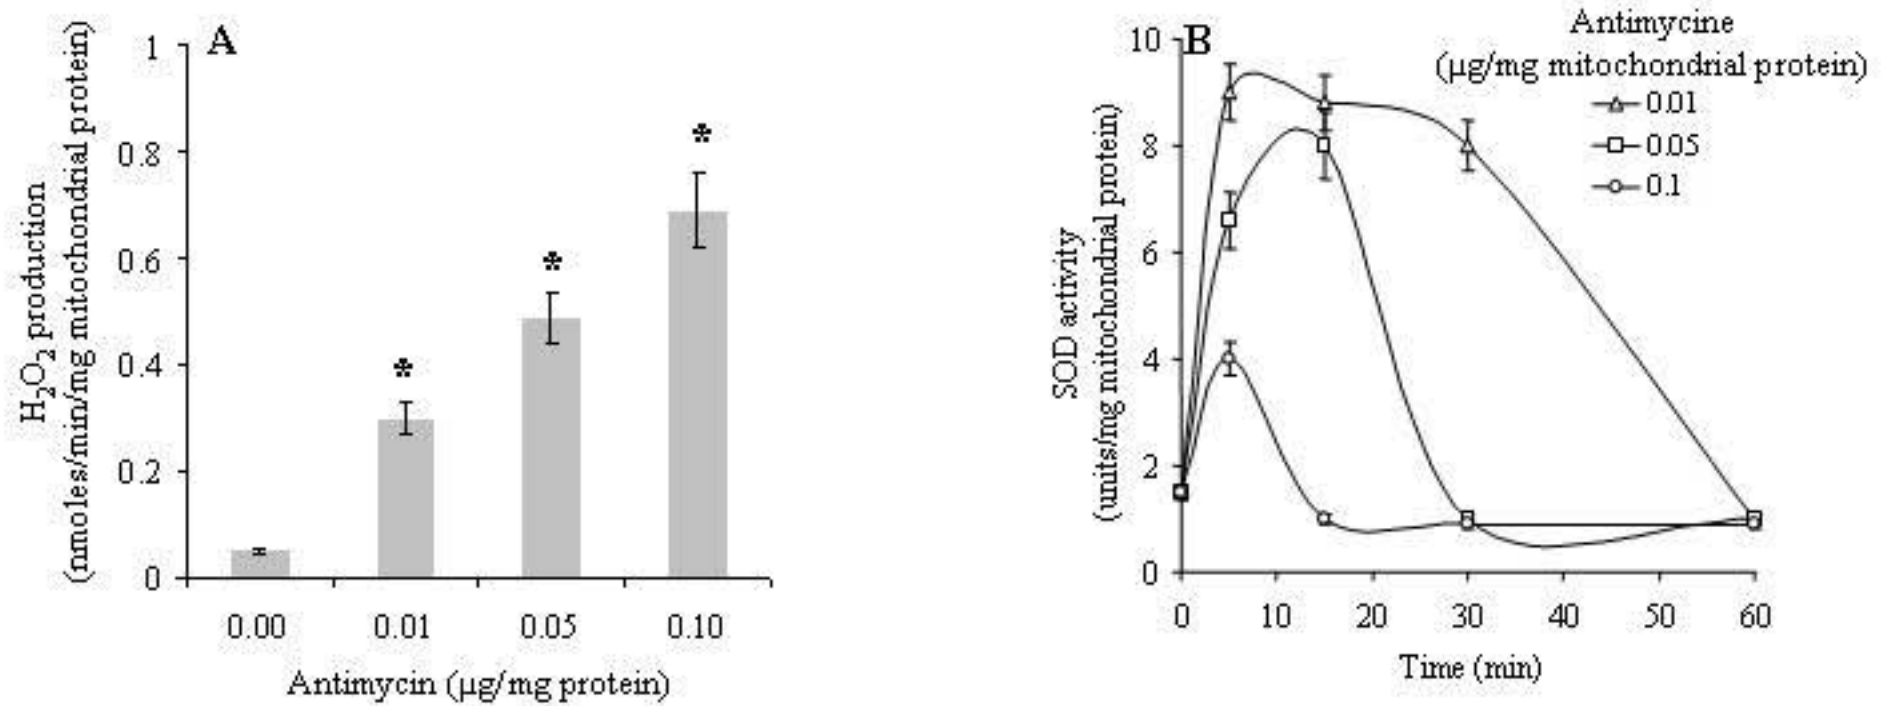 A
H2O2 production
(nmoles/min/mg mitochondrial protein)
1
0.8
0.6
0.4
0.2
0
*
*
*
0.00 0.01 0.05 0.10
Antimycin (µg/mg protein)
B
Antimycine
(µg/mg mitochondrial protein)
0.01
0.05
0.1
SOD activity
(units/mg mitochondrial protein)
10
8
6
4
2
0
0 10 20 30 40 50 60
Time (min)